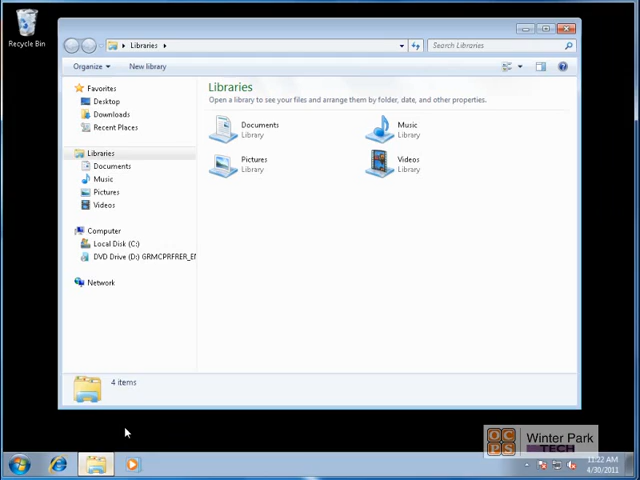 Recycle Bin
Libraries
Search Libraries
Organize
New library
Favorites
Desktop
Downloads
Recent Places
Libraries
Documents
Music
Pictures
Videos
Computer
Local Disk (C:)
DVD Drive (D:) GRMCPRFRER_EN
Network
Libraries
Open a library to see your files and arrange them by folder, date, and other properties.
Documents
Library
Music
Library
Pictures
Library
Videos
Library
4 items
OCPS
Winter Park
TECH
11:22 AM
4/30/2011